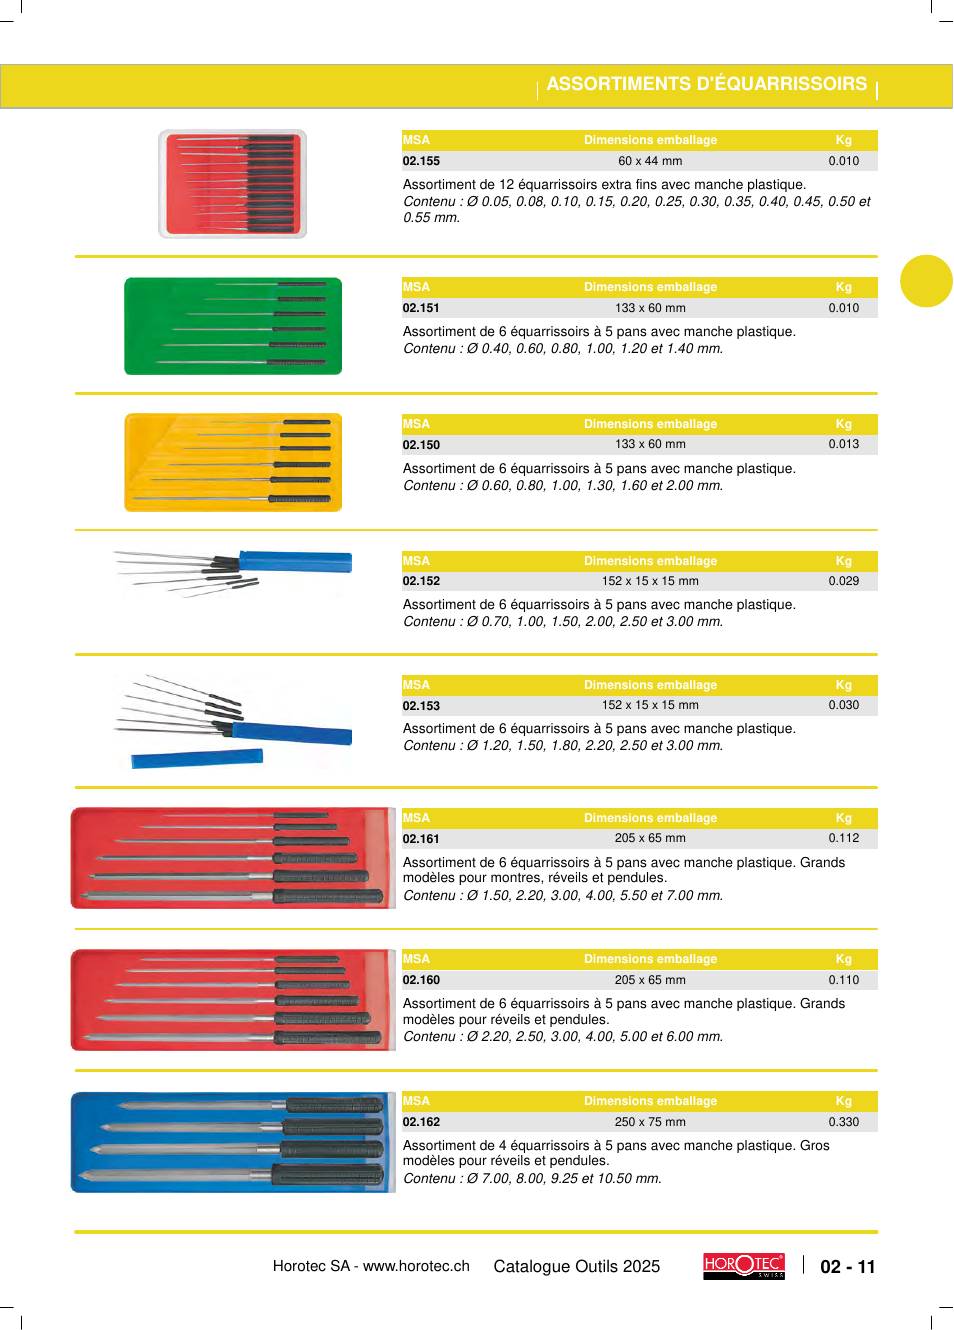 ASSORTIMENTS D'ÉQUARRISSOIRS
MSA Dimensions emballage Kg
02.155 60 x 44 mm 0.010
Assortiment de 12 équarrissoirs extra fins avec manche plastique.
Contenu : Ø 0.05, 0.08, 0.10, 0.15, 0.20, 0.25, 0.30, 0.35, 0.40, 0.45, 0.50 et
0.55 mm.
MSA Dimensions emballage Kg
02.151 133 x 60 mm 0.010
Assortiment de 6 équarrissoirs à 5 pans avec manche plastique.
Contenu : Ø 0.40, 0.60, 0.80, 1.00, 1.20 et 1.40 mm.
MSA Dimensions emballage Kg
02.150 133 x 60 mm 0.013
Assortiment de 6 équarrissoirs à 5 pans avec manche plastique.
Contenu : Ø 0.60, 0.80, 1.00, 1.30, 1.60 et 2.00 mm.
MSA Dimensions emballage Kg
02.152 152 x 15 x 15 mm 0.029
Assortiment de 6 équarrissoirs à 5 pans avec manche plastique.
Contenu : Ø 0.70, 1.00, 1.50, 2.00, 2.50 et 3.00 mm.
MSA Dimensions emballage Kg
02.153 152 x 15 x 15 mm 0.030
Assortiment de 6 équarrissoirs à 5 pans avec manche plastique.
Contenu : Ø 1.20, 1.50, 1.80, 2.20, 2.50 et 3.00 mm.
MSA Dimensions emballage Kg
02.161 205 x 65 mm 0.112
Assortiment de 6 équarrissoirs à 5 pans avec manche plastique. Grands
modèles pour montres, réveils et pendules.
Contenu : Ø 1.50, 2.20, 3.00, 4.00, 5.50 et 7.00 mm.
MSA Dimensions emballage Kg
02.160 205 x 65 mm 0.110
Assortiment de 6 équarrissoirs à 5 pans avec manche plastique. Grands
modèles pour réveils et pendules.
Contenu : Ø 2.20, 2.50, 3.00, 4.00, 5.00 et 6.00 mm.
MSA Dimensions emballage Kg
02.162 250 x 75 mm 0.330
Assortiment de 4 équarrissoirs à 5 pans avec manche plastique. Gros
modèles pour réveils et pendules.
Contenu : Ø 7.00, 8.00, 9.25 et 10.50 mm.
Horotec SA - www.horotec.ch Catalogue Outils 2025 HOROTEC SWISS 02 - 11